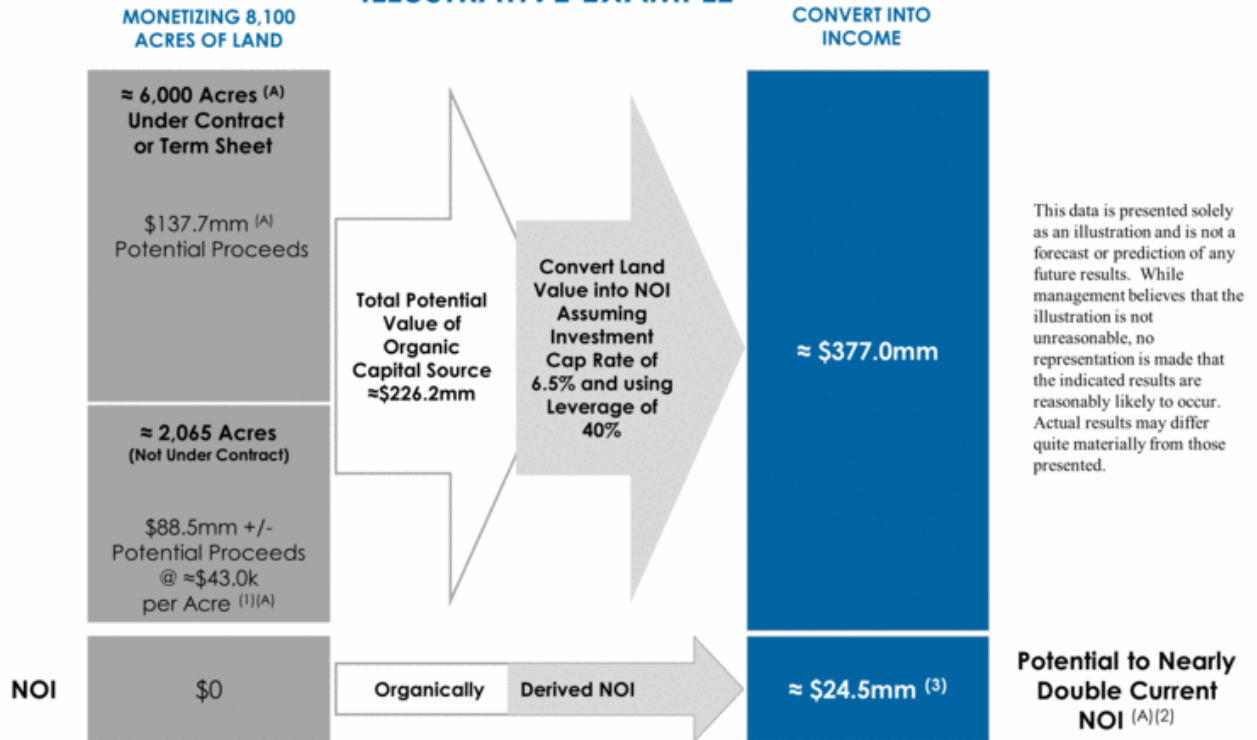 MONETIZING 8,100
ACRES OF LAND
CONVERT INTO
INCOME
≈ 6,000 Acres (A)
Under Contract
or Term Sheet
$137.7mm (A)
Potential Proceeds
≈ 2,065 Acres
(Not Under Contract)
$88.5mm +/-
Potential Proceeds
@ ≈$43.0k
per Acre (1)(A)
Total Potential
Value of
Organic
Capital Source
≈$226.2mm
Convert Land
Value into NOI
Assuming
Investment
Cap Rate of
6.5% and using
Leverage of
40%
≈ $377.0mm
This data is presented solely
as an illustration and is not a
forecast or prediction of any
future results. While
management believes that the
illustration is not
unreasonable, no
representation is made that
the indicated results are
reasonably likely to occur.
Actual results may differ
quite materially from those
presented.
NOI
$0
Organically Derived NOI
≈ $24.5mm (3)
Potential to Nearly
Double Current
NOI (A)(2)